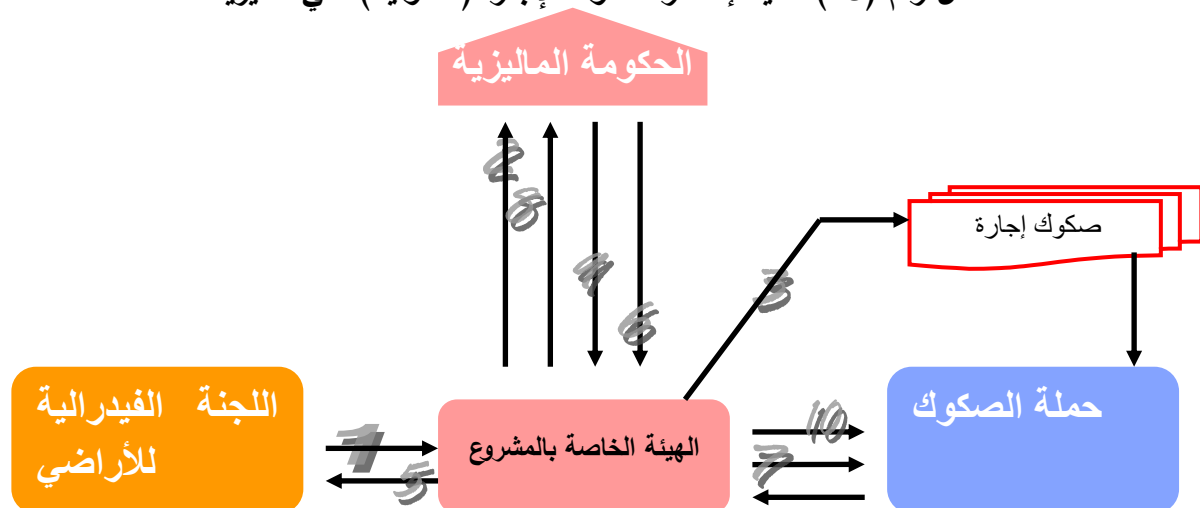 الحكومة الماليزية
2
8
4
6
3
صكوك إجارة
اللجنة الفيدرالية
للأراضي
1
5
الهيئة الخاصة بالمشروع
10
7
حملة الصكوك